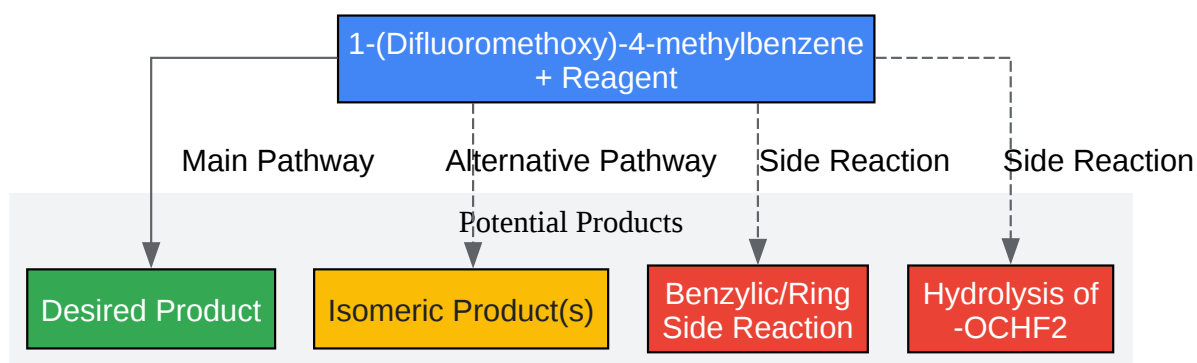 1-(Difluoromethoxy)-4-methylbenzene
+ Reagent
Main Pathway
Alternative Pathway
Side Reaction
Side Reaction
Potential Products
Desired Product
Isomeric Product(s)
Benzylic/Ring
Side Reaction
Hydrolysis of
-OCHF2